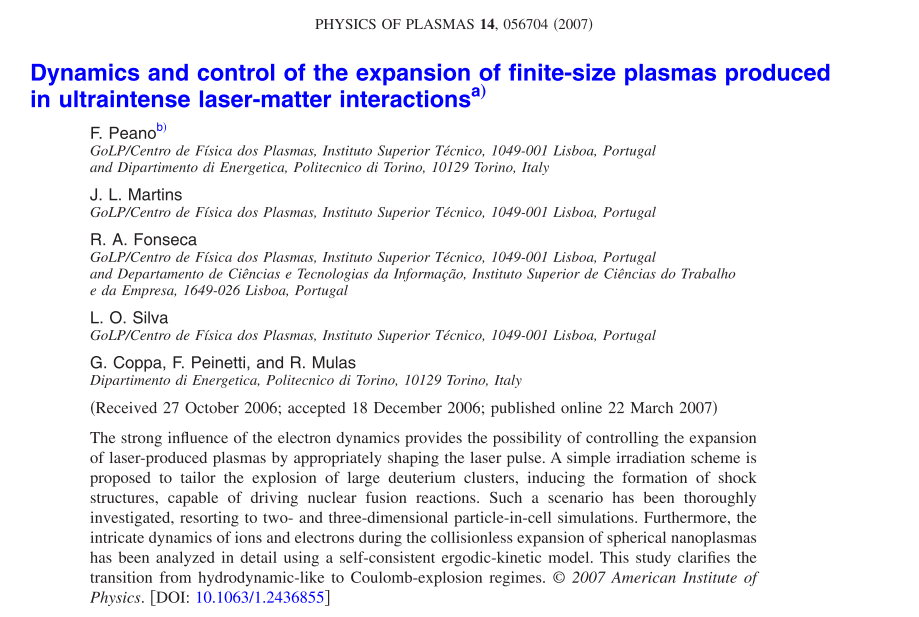 PHYSICS OF PLASMAS 14, 056704 (2007)
Dynamics and control of the expansion of finite-size plasmas produced
in ultraintense laser-matter interactions a)
F. Peano b)
GoLP/Centro de Física dos Plasmas, Instituto Superior Técnico, 1049-001 Lisboa, Portugal
and Dipartimento di Energetica, Politecnico di Torino, 10129 Torino, Italy
J. L. Martins
GoLP/Centro de Física dos Plasmas, Instituto Superior Técnico, 1049-001 Lisboa, Portugal
R. A. Fonseca
GoLP/Centro de Física dos Plasmas, Instituto Superior Técnico, 1049-001 Lisboa, Portugal
and Departamento de Ciências e Tecnologias da Informação, Instituto Superior de Ciências do Trabalho
e da Empresa, 1649-026 Lisboa, Portugal
L. O. Silva
GoLP/Centro de Física dos Plasmas, Instituto Superior Técnico, 1049-001 Lisboa, Portugal
G. Coppa, F. Peinetti, and R. Mulas
Dipartimento di Energetica, Politecnico di Torino, 10129 Torino, Italy
(Received 27 October 2006; accepted 18 December 2006; published online 22 March 2007)
The strong influence of the electron dynamics provides the possibility of controlling the expansion
of laser-produced plasmas by appropriately shaping the laser pulse. A simple irradiation scheme is
proposed to tailor the explosion of large deuterium clusters, inducing the formation of shock
structures, capable of driving nuclear fusion reactions. Such a scenario has been thoroughly
investigated, resorting to two- and three-dimensional particle-in-cell simulations. Furthermore, the
intricate dynamics of ions and electrons during the collisionless expansion of spherical nanoplasmas
has been analyzed in detail using a self-consistent ergodic-kinetic model. This study clarifies the
transition from hydrodynamic-like to Coulomb-explosion regimes. © 2007 American Institute of
Physics. [DOI: 10.1063/1.2436855]